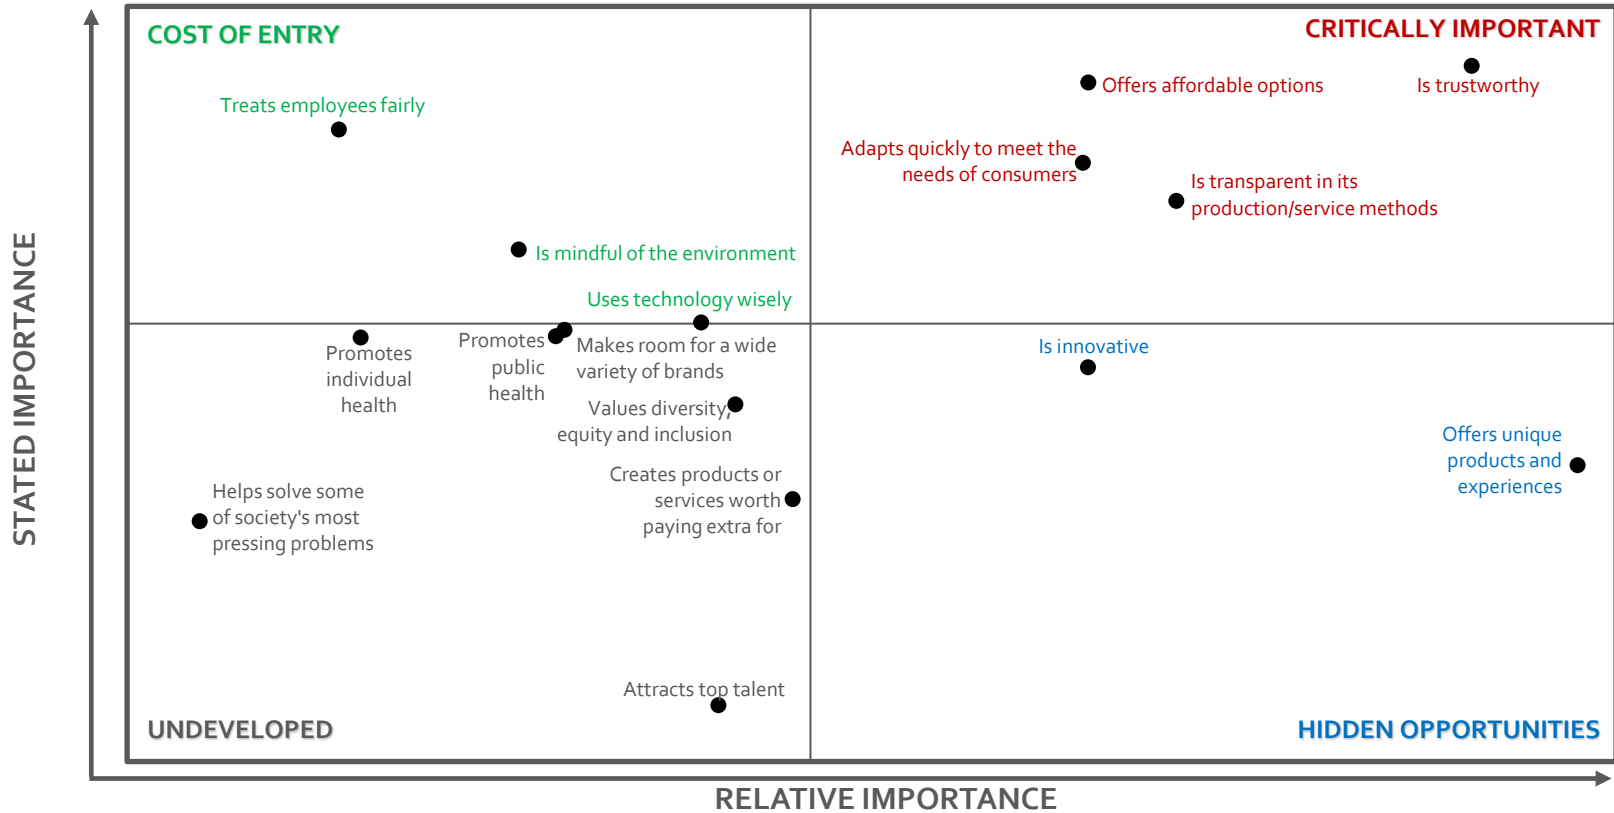 COST OF ENTRY
CRITICALLY IMPORTANT
Treats employees fairly
Offers affordable options
Is trustworthy
Adapts quickly to meet the
needs of consumers
Is transparent in its
production/service methods
Is mindful of the environment
Uses technology wisely
STATED IMPORTANCE
Promotes
individual
health
Promotes
public
health
Makes room for a wide
variety of brands
Is innovative
Values diversity,
equity and inclusion
Offers unique
products and
experiences
Creates products or
services worth
paying extra for
Helps solve some
of society's most
pressing problems
Attracts top talent
UNDEVELOPED
HIDDEN OPPORTUNITIES
RELATIVE IMPORTANCE